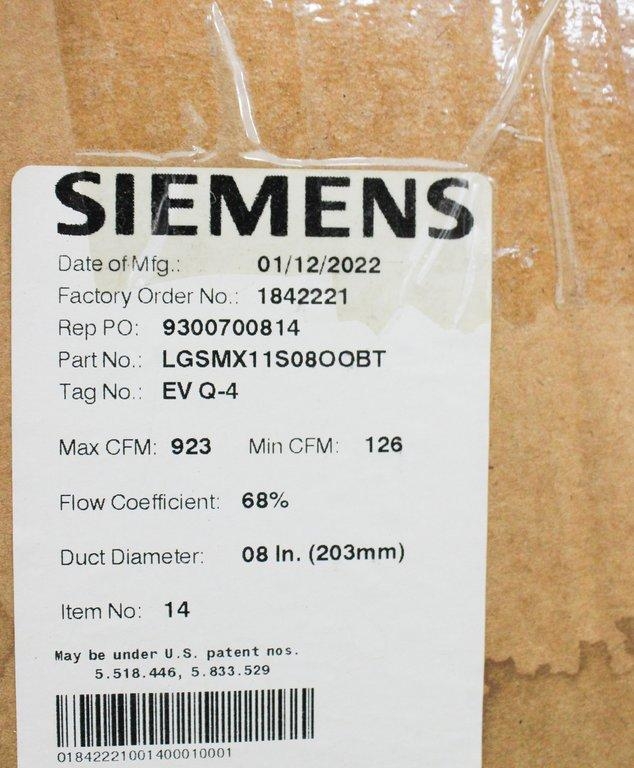 SIEMENS
Date of Mfg.: 01/12/2022
Factory Order No.: 1842221
Rep PO: 9300700814
Part No.: LGSMX11S08OOBT
Tag No.: EV Q-4
Max CFM: 923 Min CFM: 126
Flow Coefficient: 68%
Duct Diameter: 08 In. (203mm)
Item No: 14
May be under U.S. patent nos.
5.518.446, 5.833.529
01842221001400010001